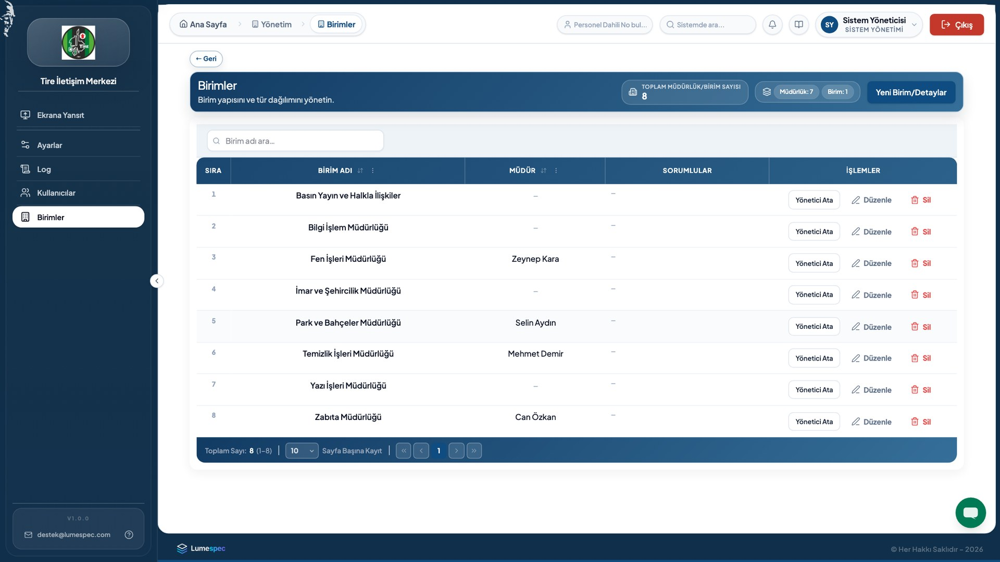 Tire İletişim Merkezi
Ekrana Yansıt
Ayarlar
Log
Kullanıcılar
Birimler
V1.0.0
destek@lumespec.com
Ana Sayfa
Yönetim
Birimler
Personel Dahili No bul...
Sistemde ara...
SY
Sistem Yöneticisi
SİSTEM YÖNETİMİ
Çıkış
← Geri
Birimler
Birim yapısını ve tür dağılımını yönetin.
TOPLAM MÜDÜRLÜK/BİRİM SAYISI
8
Müdürlük: 7
Birim: 1
Yeni Birim/Detaylar
Birim adı ara...
SIRA BİRİM ADI MÜDÜR SORUMLULAR İŞLEMLER
1 Basın Yayın ve Halkla İlişkiler – – Yönetici Ata Düzenle Sil
2 Bilgi İşlem Müdürlüğü – – Yönetici Ata Düzenle Sil
3 Fen İşleri Müdürlüğü Zeynep Kara – Yönetici Ata Düzenle Sil
4 İmar ve Şehircilik Müdürlüğü – – Yönetici Ata Düzenle Sil
5 Park ve Bahçeler Müdürlüğü Selin Aydın – Yönetici Ata Düzenle Sil
6 Temizlik İşleri Müdürlüğü Mehmet Demir – Yönetici Ata Düzenle Sil
7 Yazı İşleri Müdürlüğü – – Yönetici Ata Düzenle Sil
8 Zabıta Müdürlüğü Can Özkan – Yönetici Ata Düzenle Sil
Toplam Sayı: 8 (1–8) | 10 Sayfa Başına Kayıt | « ‹ 1 › »
Lumespec
© Her Hakkı Saklıdır – 2026
TİRE